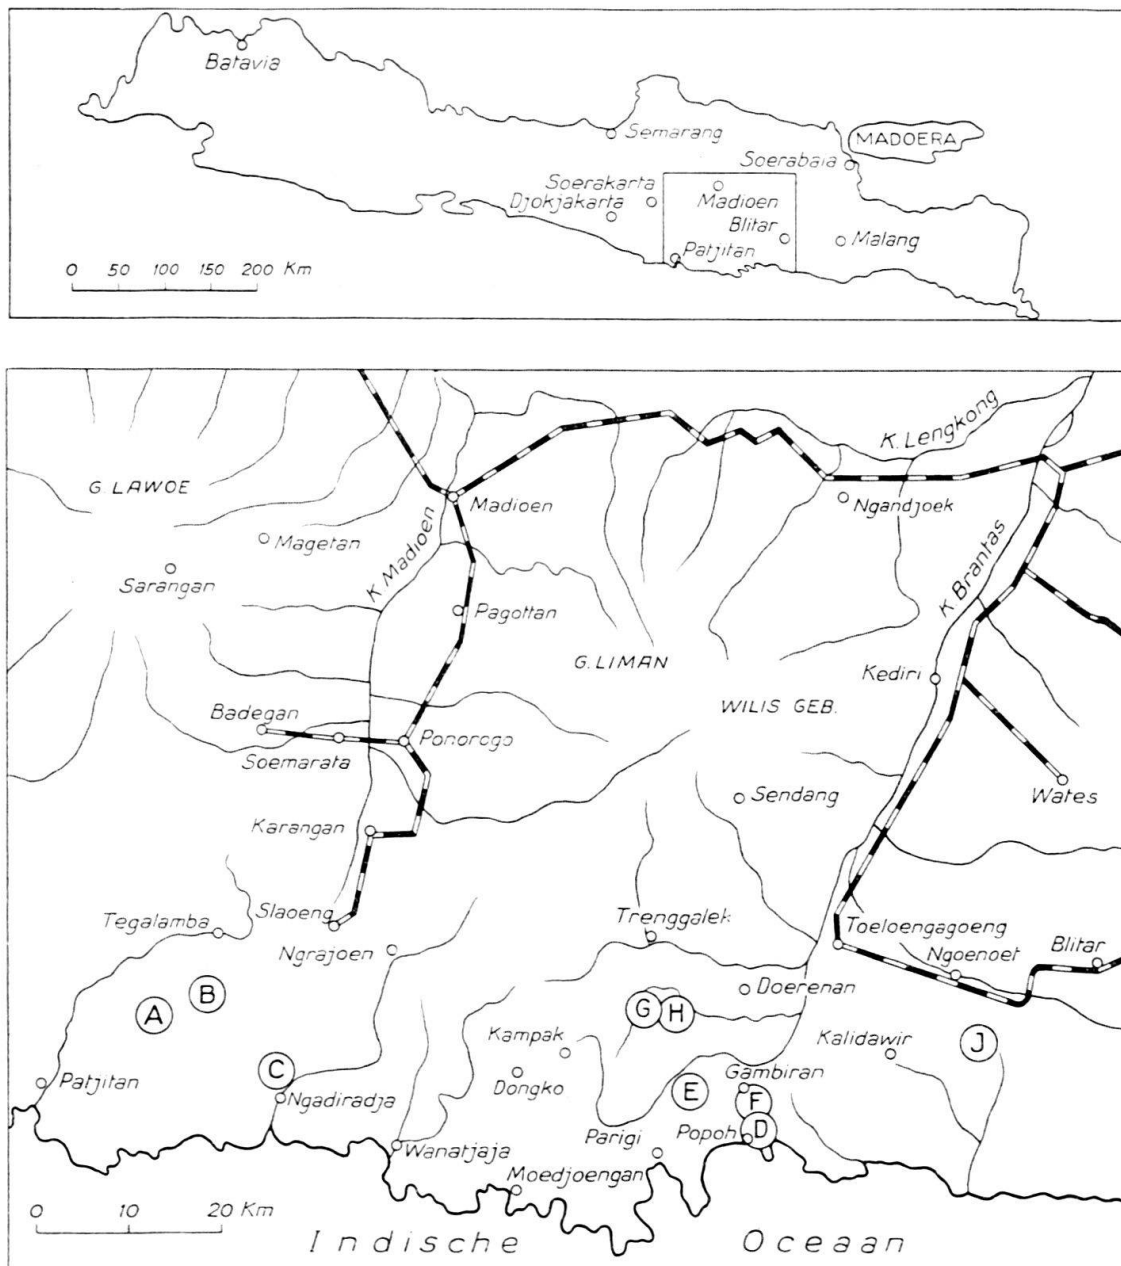 Batavia
Semarang
MADOERA
Soerabaia
Soerakarta
Madioen
Djokjakarta
Blitar
Malang
Patjitan
0 50 100 150 200 Km
K. Lengkong
G. LAWOE
Madioen
Ngandjoek
Magetan
K. Madioen
Sarangan
K. Brantas
Pagottan
G. LIMAN
Kediri
WILIS GEB.
Badegan
Ponorogo
Soemarata
Sendang
Wates
Karangan
Slaoeng
Tegalamba
Trenggalek
Toeloengagoeng
Ngrajoen
Ngoenoet
Blitar
Doerenan
B
A
G
H
Kampak
Kalidawir
J
C
Patjitan
Dongko
Gambiran
E
Ngadiradja
F
D
Popoh
Wanatjaja
Parigi
Moedjoengan
0 10 20 Km
Indische Oceaan